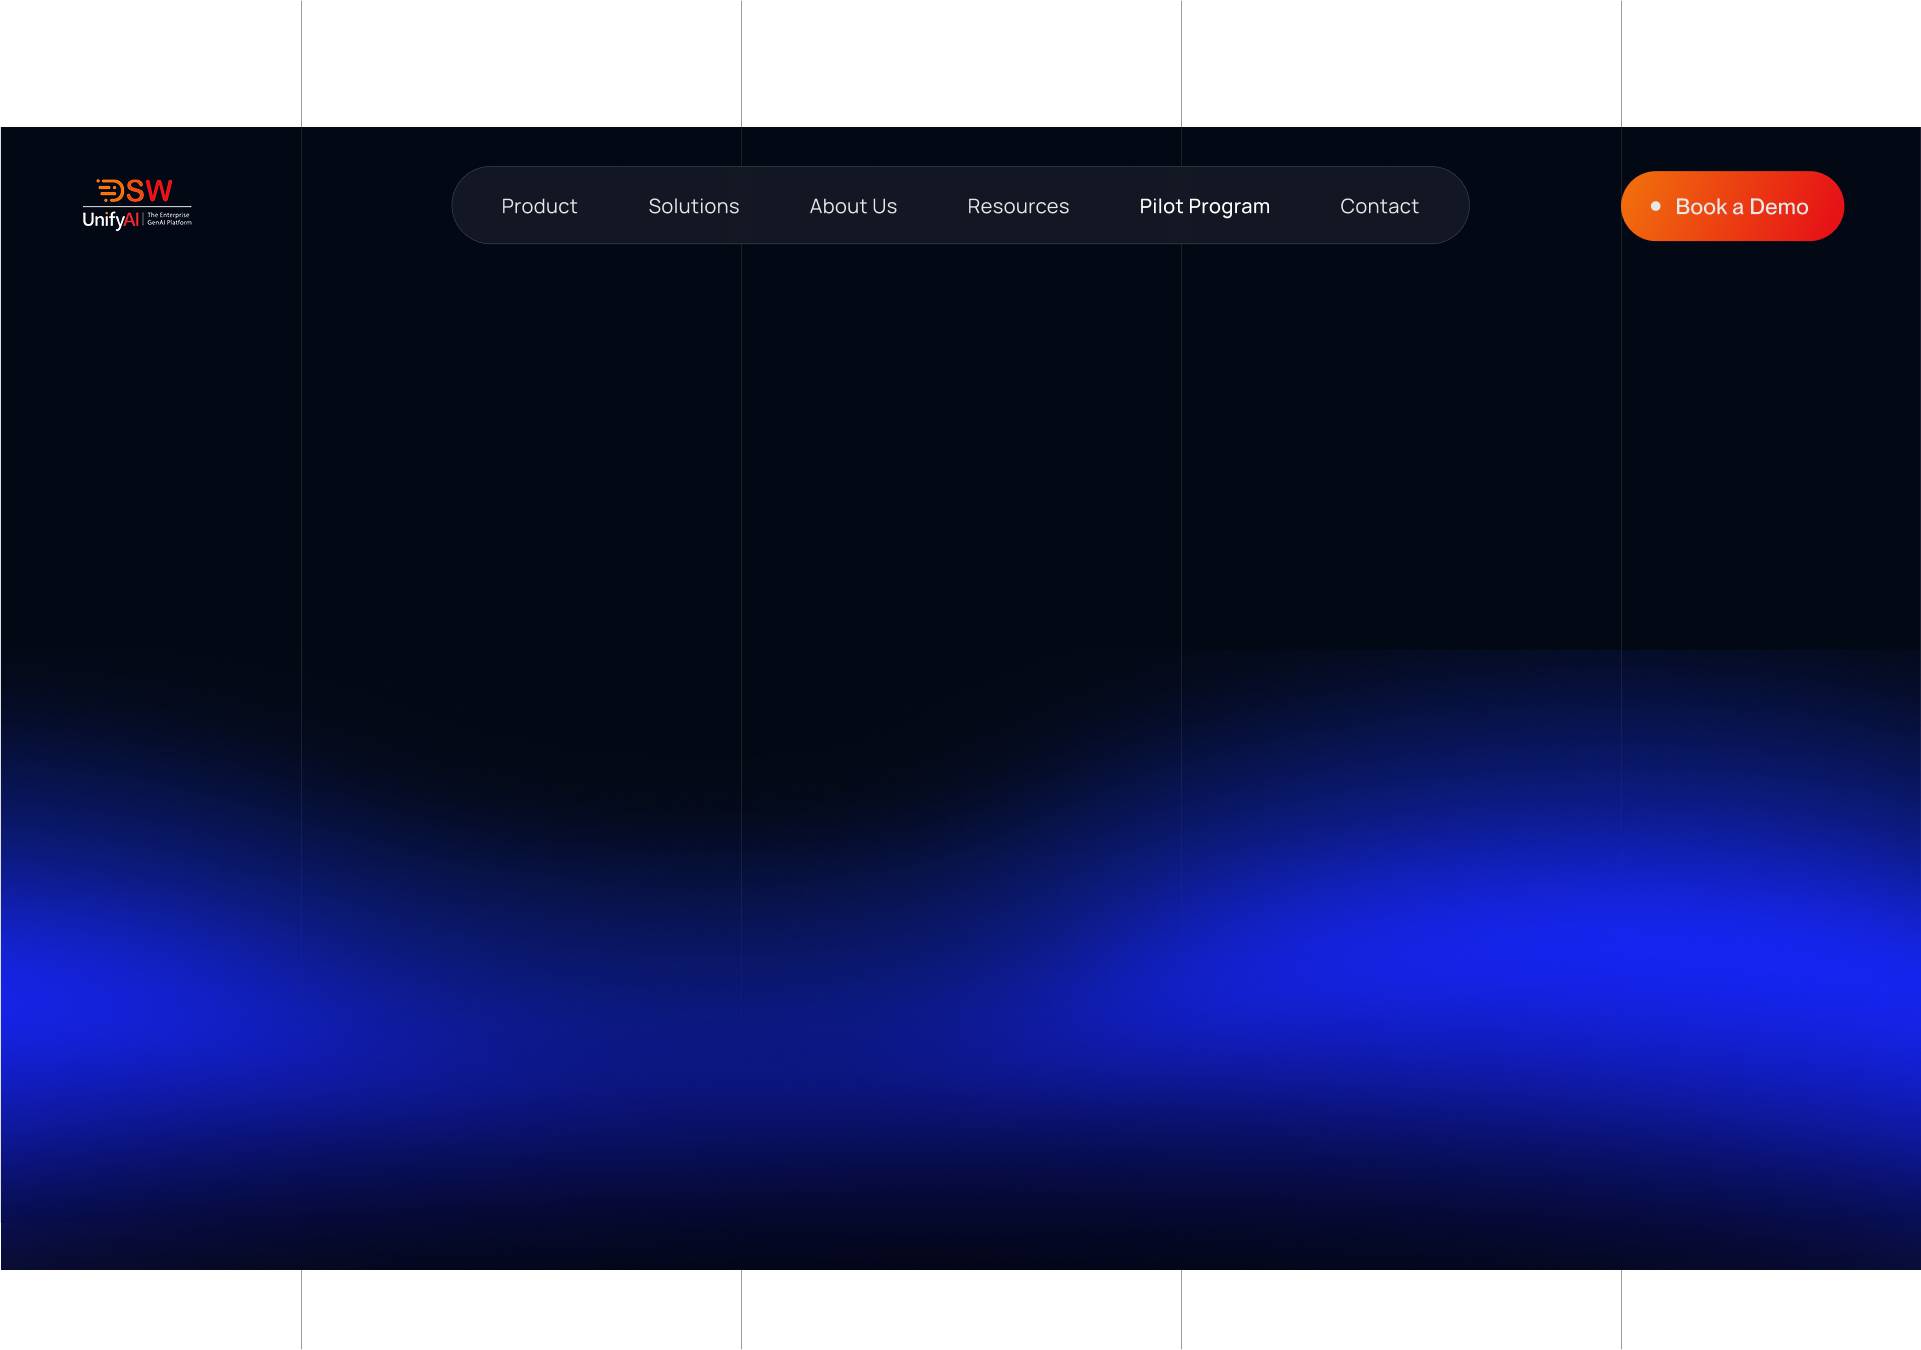 DSW
UnifyAI | The Enterprise
GenAI Platform
Product
Solutions
About Us
Resources
Pilot Program
Contact
Book a Demo